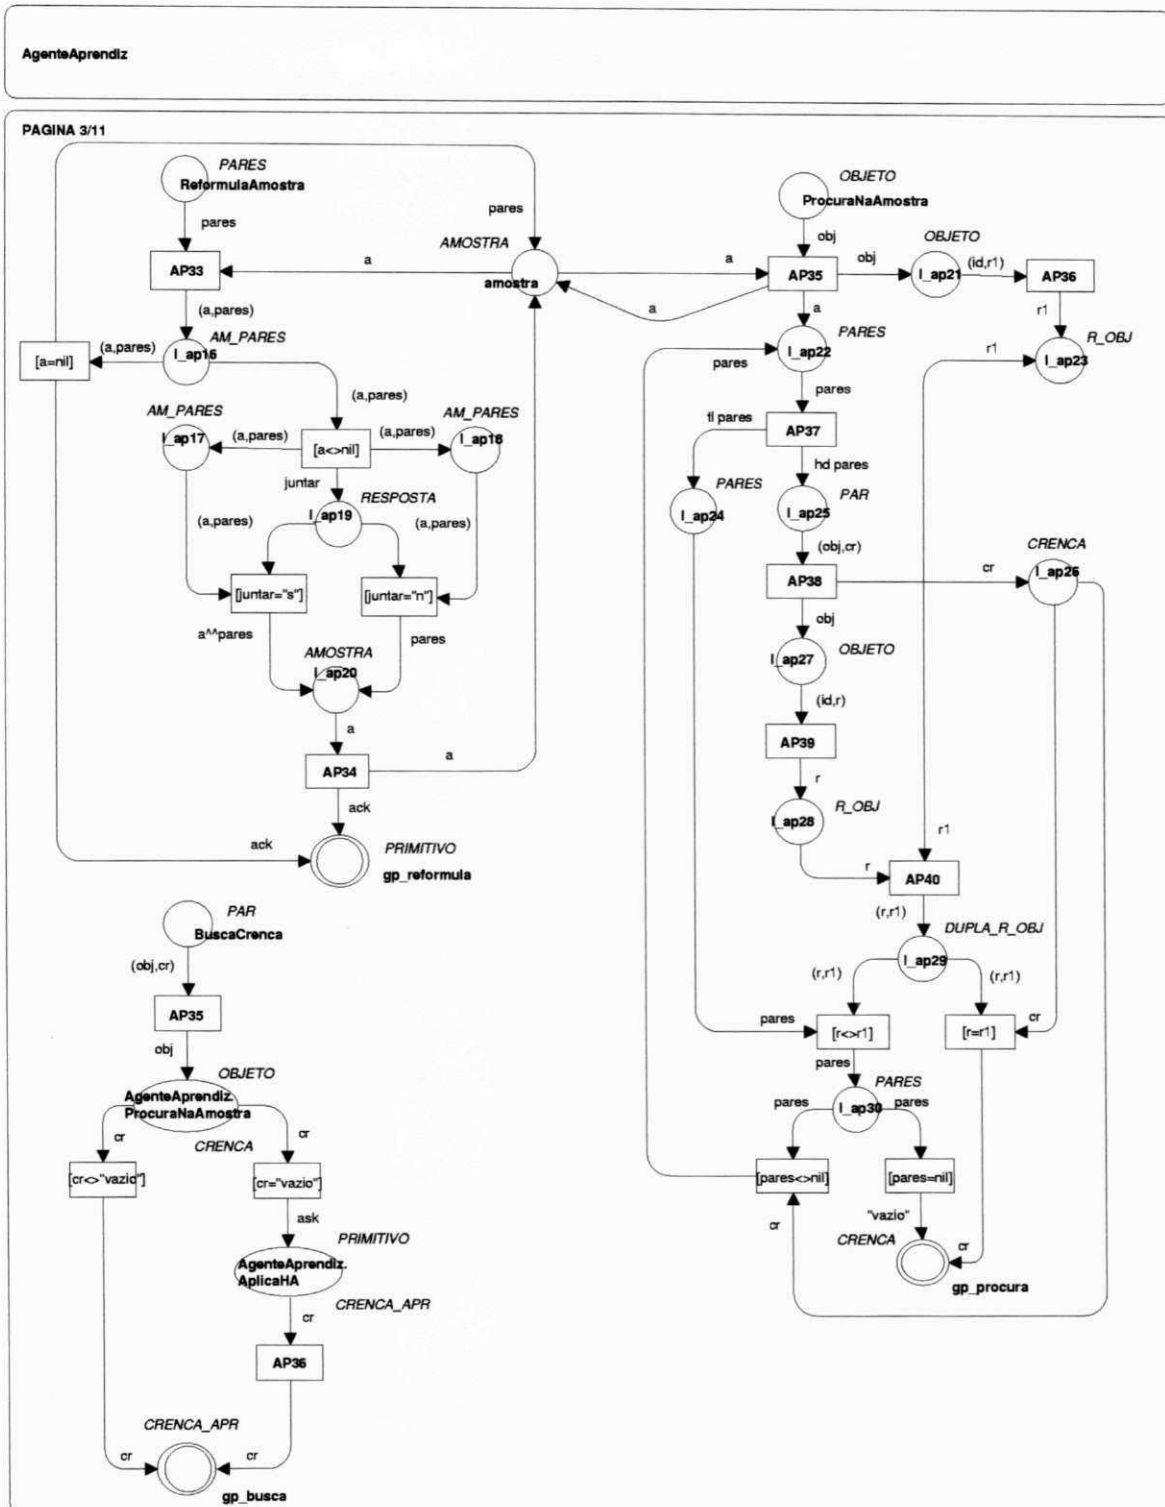 AgenteAprendiz
PAGINA 3/11
PARES
ReformulaAmostra
pares
AP33
(a,pares)
[a=nil]
(a,pares)
AM_PARES
I_ap16
(a,pares)
AM_PARES
I_ap17
(a,pares)
[a<>nil]
(a,pares)
AM_PARES
I_ap18
juntar
RESPOSTA
I_ap19
(a,pares)
(a,pares)
[juntar="s"]
[juntar="n"]
a^^pares
pares
AMOSTRA
I_ap20
a
AP34
a
ack
ack
PRIMITIVO
gp_reformula
pares
AMOSTRA
amostra
a
a
a
OBJETO
ProcuraNaAmostra
obj
AP35
obj
OBJETO
I_ap21
(id,r1)
AP36
r1
R_OBJ
I_ap23
r1
a
PARES
I_ap22
pares
pares
AP37
tl pares
hd pares
PARES
I_ap24
PAR
I_ap25
(obj,cr)
AP38
cr
CRENCA
I_ap26
obj
I_ap27
OBJETO
(id,r)
AP39
r
R_OBJ
I_ap28
r1
r
AP40
(r,r1)
DUPLA_R_OBJ
I_ap29
(r,r1)
(r,r1)
pares
[r<>r1]
[r=r1]
cr
pares
PARES
I_ap30
pares
pares
[pares<>nil]
[pares=nil]
cr
"vazio"
CRENCA
cr
gp_procura
PAR
BuscaCrenca
(obj,cr)
AP35
obj
OBJETO
AgenteAprendiz.
ProcuraNaAmostra
cr
CRENCA
cr
[cr<>"vazio"]
[cr="vazio"]
ask
PRIMITIVO
AgenteAprendiz.
AplicaHA
CRENCA_APR
cr
AP36
CRENCA_APR
cr
cr
gp_busca